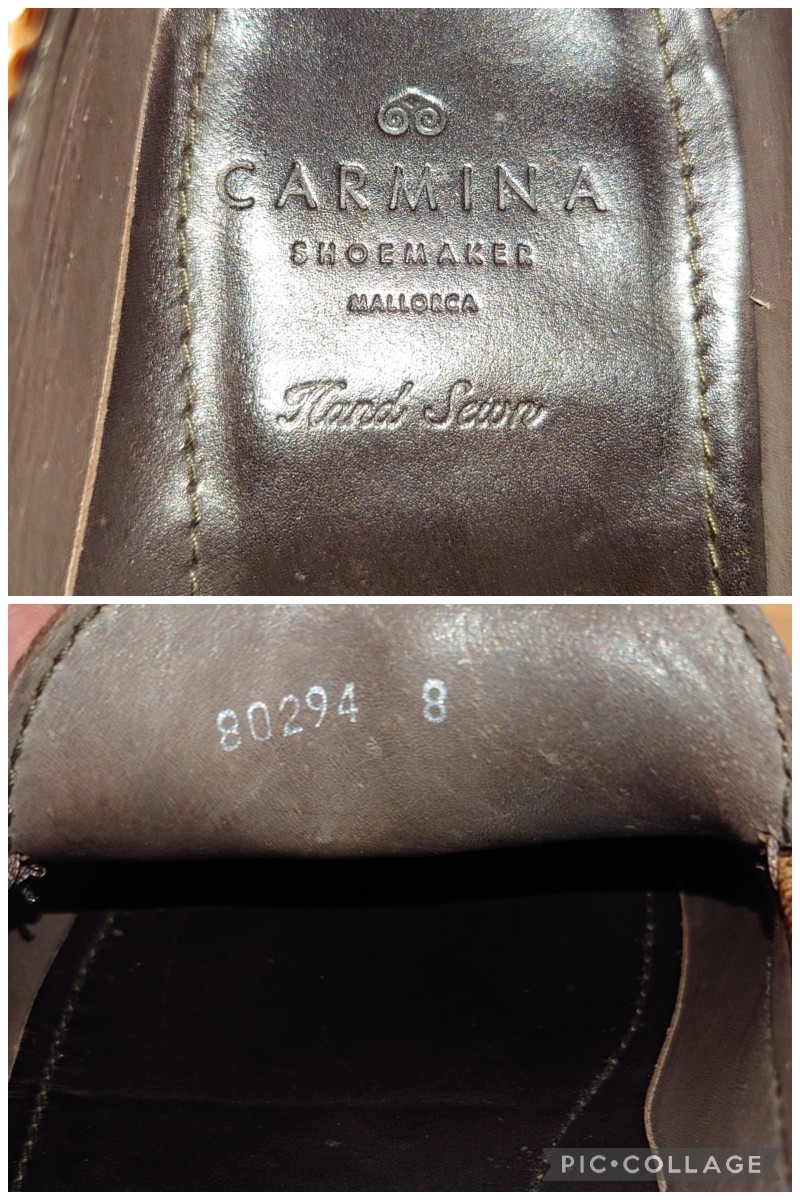 CARMINA
SHOEMAKER
MALLORCA
Hand Sewn
80294 8
PIC•COLLAGE